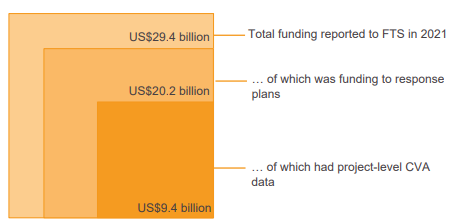 US$29.4 billion
Total funding reported to FTS in 2021
US$20.2 billion
… of which was funding to response
plans
US$9.4 billion
… of which had project-level CVA
data